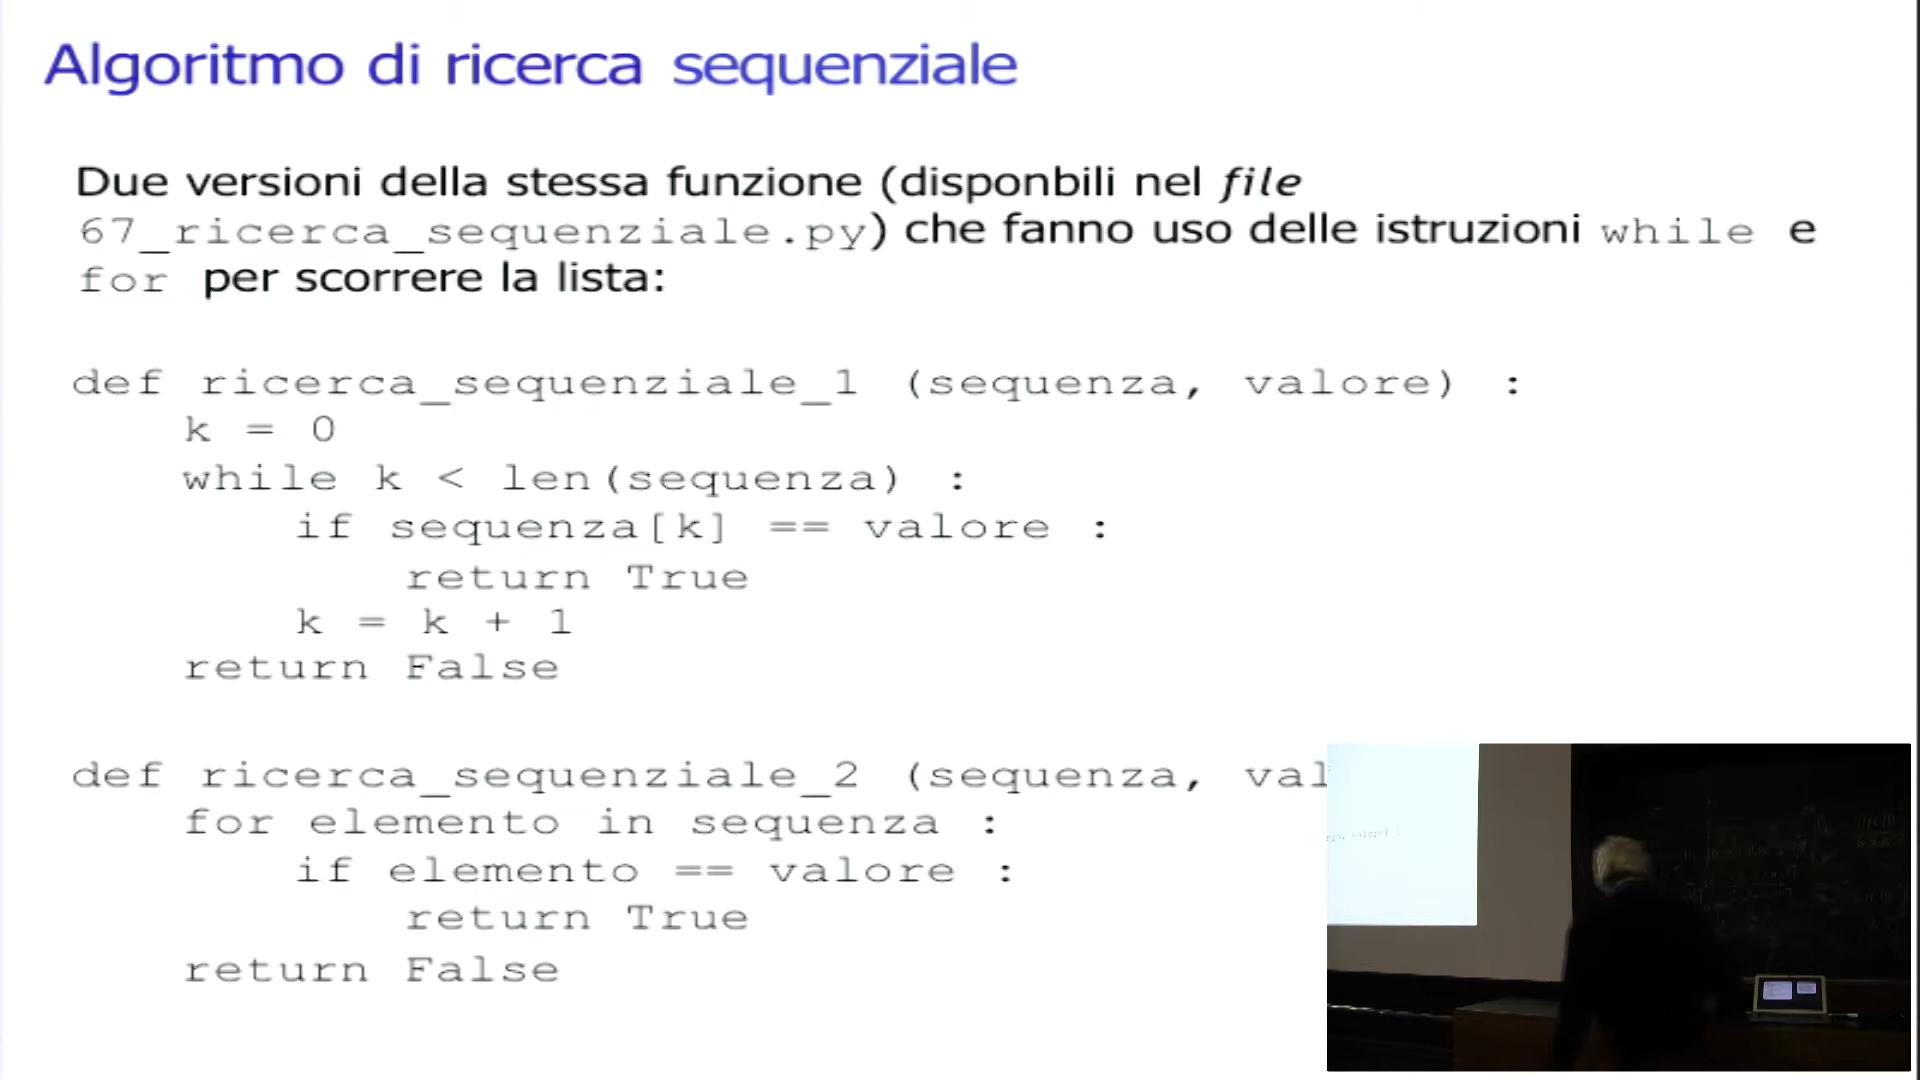 Algoritmo di ricerca sequenziale
Due versioni della stessa funzione (disponbili nel file
67_ricerca_sequenziale.py) che fanno uso delle istruzioni while e
for per scorrere la lista:
def ricerca_sequenziale_1 (sequenza, valore) :
k = 0
while k < len(sequenza) :
if sequenza[k] == valore :
return True
k = k + 1
return False
def ricerca_sequenziale_2 (sequenza, val
for elemento in sequenza :
if elemento == valore :
return True
return False